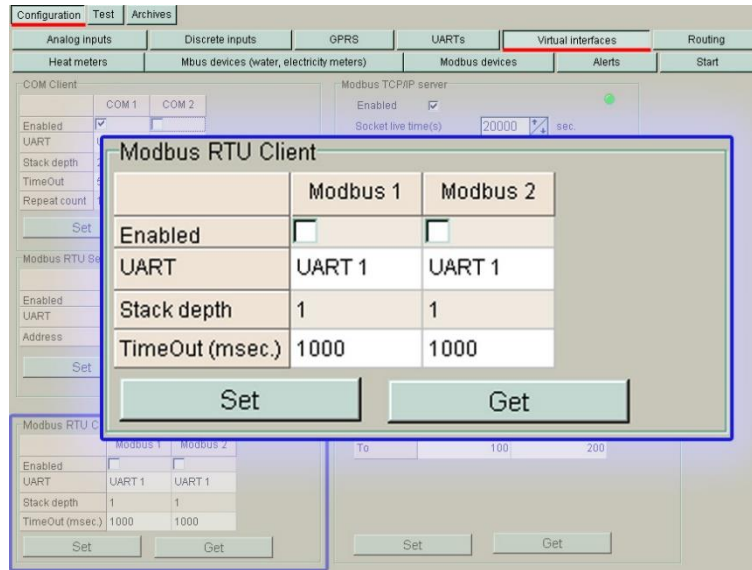 Configuration Test Archives
Analog inputs Discrete inputs GPRS UARTs Virtual interfaces Routing
Heat meters Mbus devices (water, electricity meters) Modbus devices Alerts Start
COM Client
COM 1 COM 2
Enabled
UART
Stack depth
TimeOut
Repeat count
Set
Modbus TCP/IP server
Enabled
Socket live time(s) 20000 sec.
Modbus RTU Client
Modbus 1 Modbus 2
Enabled
UART UART 1 UART 1
Stack depth 1 1
TimeOut (msec.) 1000 1000
Set Get
Modbus RTU Se
Enabled
UART
Address
Set
Modbus RTU C
Modbus 1 Modbus 2
Enabled
UART UART 1 UART 1
Stack depth 1 1
TimeOut (msec.) 1000 1000
Set Get
To 100 200
Set Get